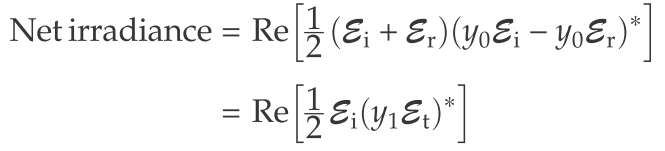 Net irradiance = Re[½ (𝓔ᵢ + 𝓔ᵣ)(y₀𝓔ᵢ − y₀𝓔ᵣ)*]
= Re[½ 𝓔ᵢ(y₁𝓔ₜ)*]